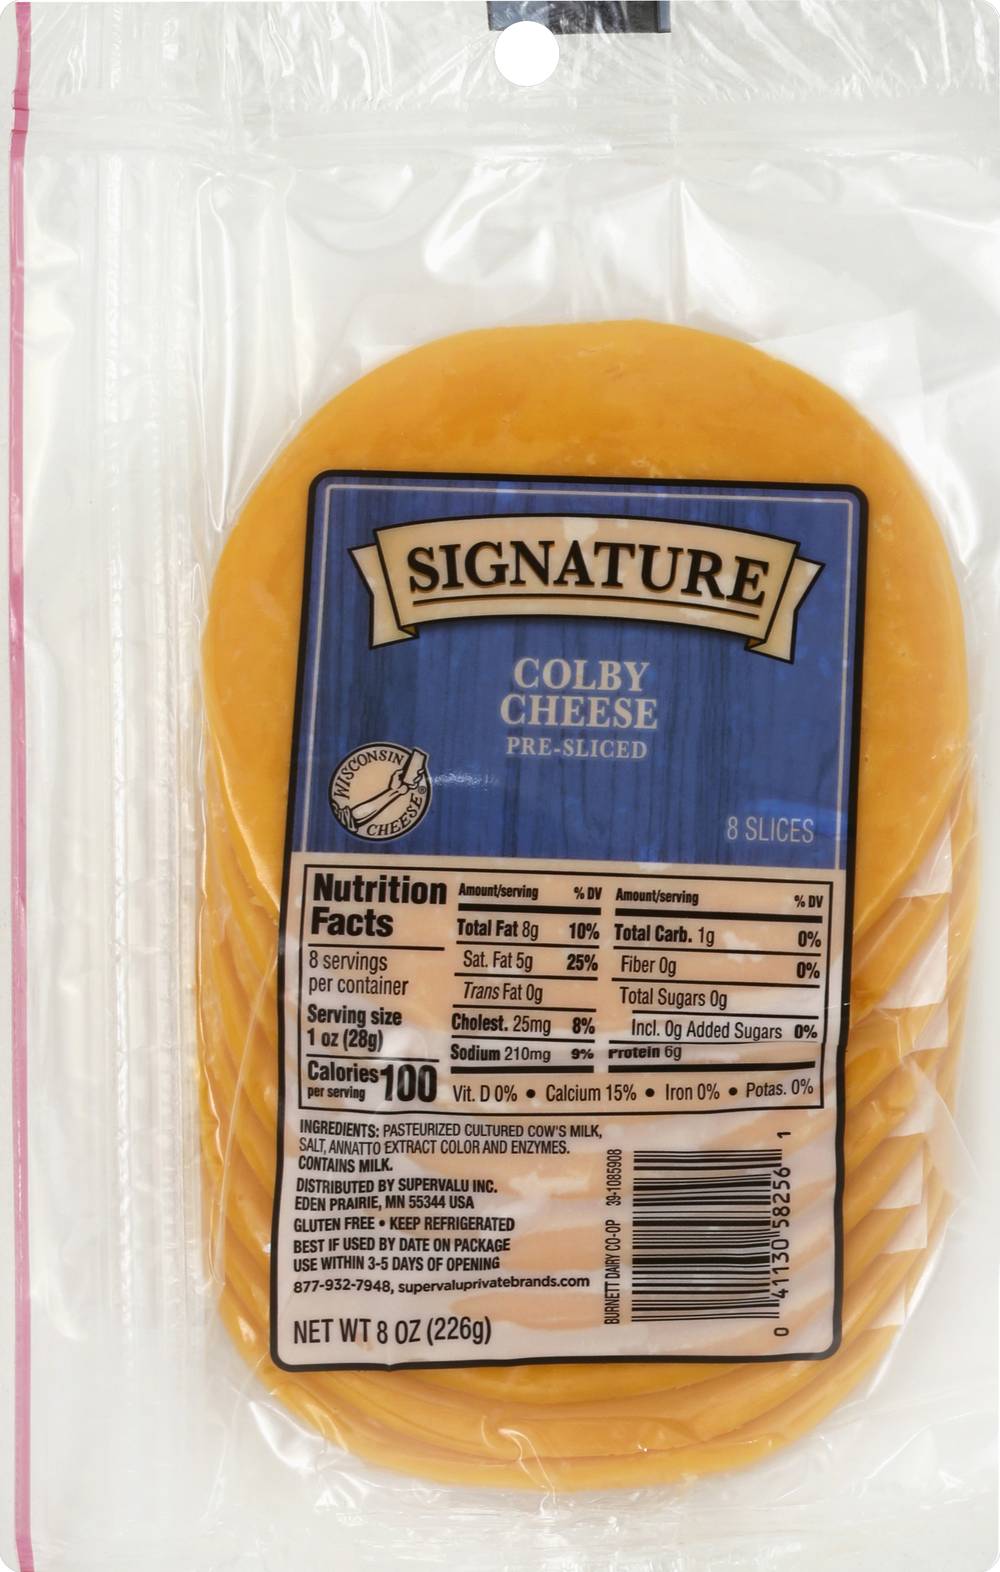 SIGNATURE
COLBY
CHEESE
PRE-SLICED
WISCONSIN
CHEESE®
8 SLICES
Nutrition
Facts
8 servings
per container
Serving size
1 oz (28g)
Calories 100
per serving
Amount/serving % DV
Total Fat 8g 10%
Sat. Fat 5g 25%
Trans Fat 0g
Cholest. 25mg 8%
Sodium 210mg 9%
Amount/serving % DV
Total Carb. 1g 0%
Fiber 0g 0%
Total Sugars 0g
Incl. 0g Added Sugars 0%
Protein 6g
Vit. D 0% • Calcium 15% • Iron 0% • Potas. 0%
INGREDIENTS: PASTEURIZED CULTURED COW'S MILK,
SALT, ANNATTO EXTRACT COLOR AND ENZYMES.
CONTAINS MILK.
DISTRIBUTED BY SUPERVALU INC.
EDEN PRAIRIE, MN 55344 USA
GLUTEN FREE • KEEP REFRIGERATED
BEST IF USED BY DATE ON PACKAGE
USE WITHIN 3-5 DAYS OF OPENING
877-932-7948, supervaluprivatebrands.com
NET WT 8 OZ (226g)
BURNETT DAIRY CO-OP 39-1085908
0 41130 58256 1